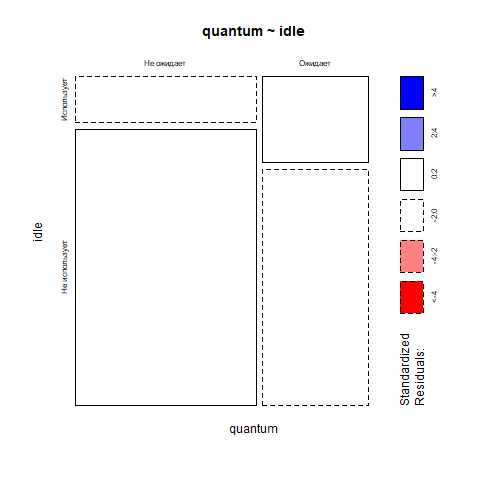 quantum ~ idle
Не ожидает
Ожидает
Использует
Не использует
idle
quantum
>4
2:4
0:2
-2:0
-4:-2
<-4
Standardized
Residuals: